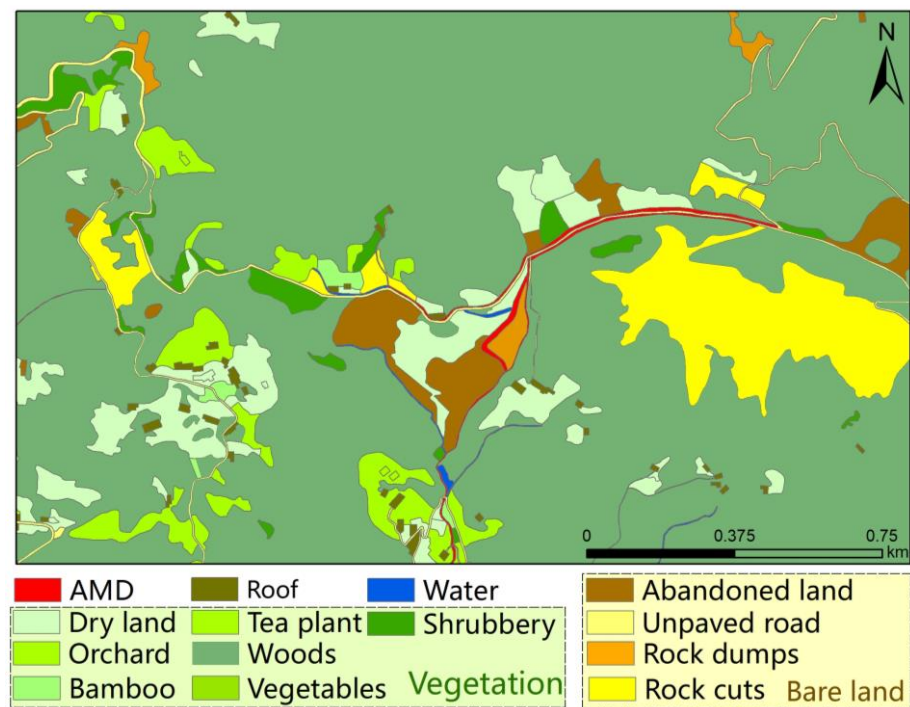 N
0 0.375 0.75
km
AMD Roof Water
Dry land Tea plant Shrubbery
Orchard Woods
Bamboo Vegetables Vegetation
Abandoned land
Unpaved road
Rock dumps
Rock cuts Bare land